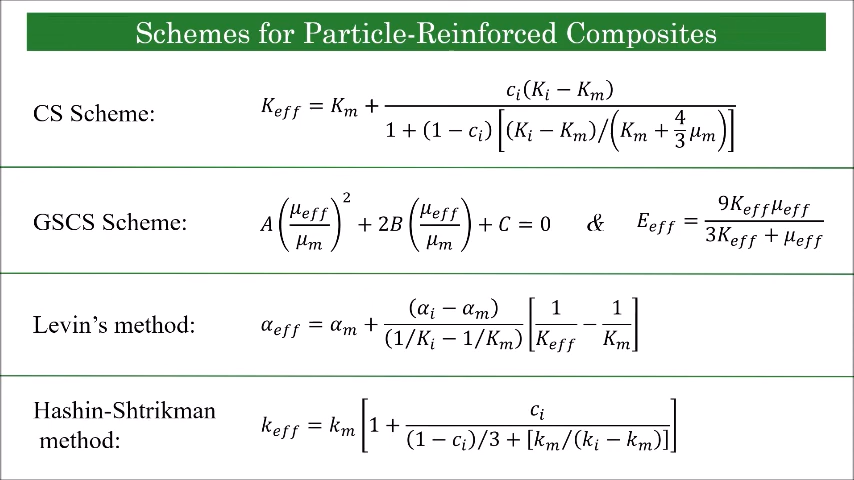 Schemes for Particle-Reinforced Composites
CS Scheme: K_eff = K_m + c_i(K_i − K_m) / (1 + (1 − c_i)[(K_i − K_m)/(K_m + 4/3 μ_m)])
GSCS Scheme: A(μ_eff/μ_m)^2 + 2B(μ_eff/μ_m) + C = 0 & E_eff = 9K_eff μ_eff / (3K_eff + μ_eff)
Levin's method: α_eff = α_m + (α_i − α_m) / (1/K_i − 1/K_m) [1/K_eff − 1/K_m]
Hashin-Shtrikman
method: k_eff = k_m [1 + c_i / ((1 − c_i)/3 + [k_m/(k_i − k_m)])]